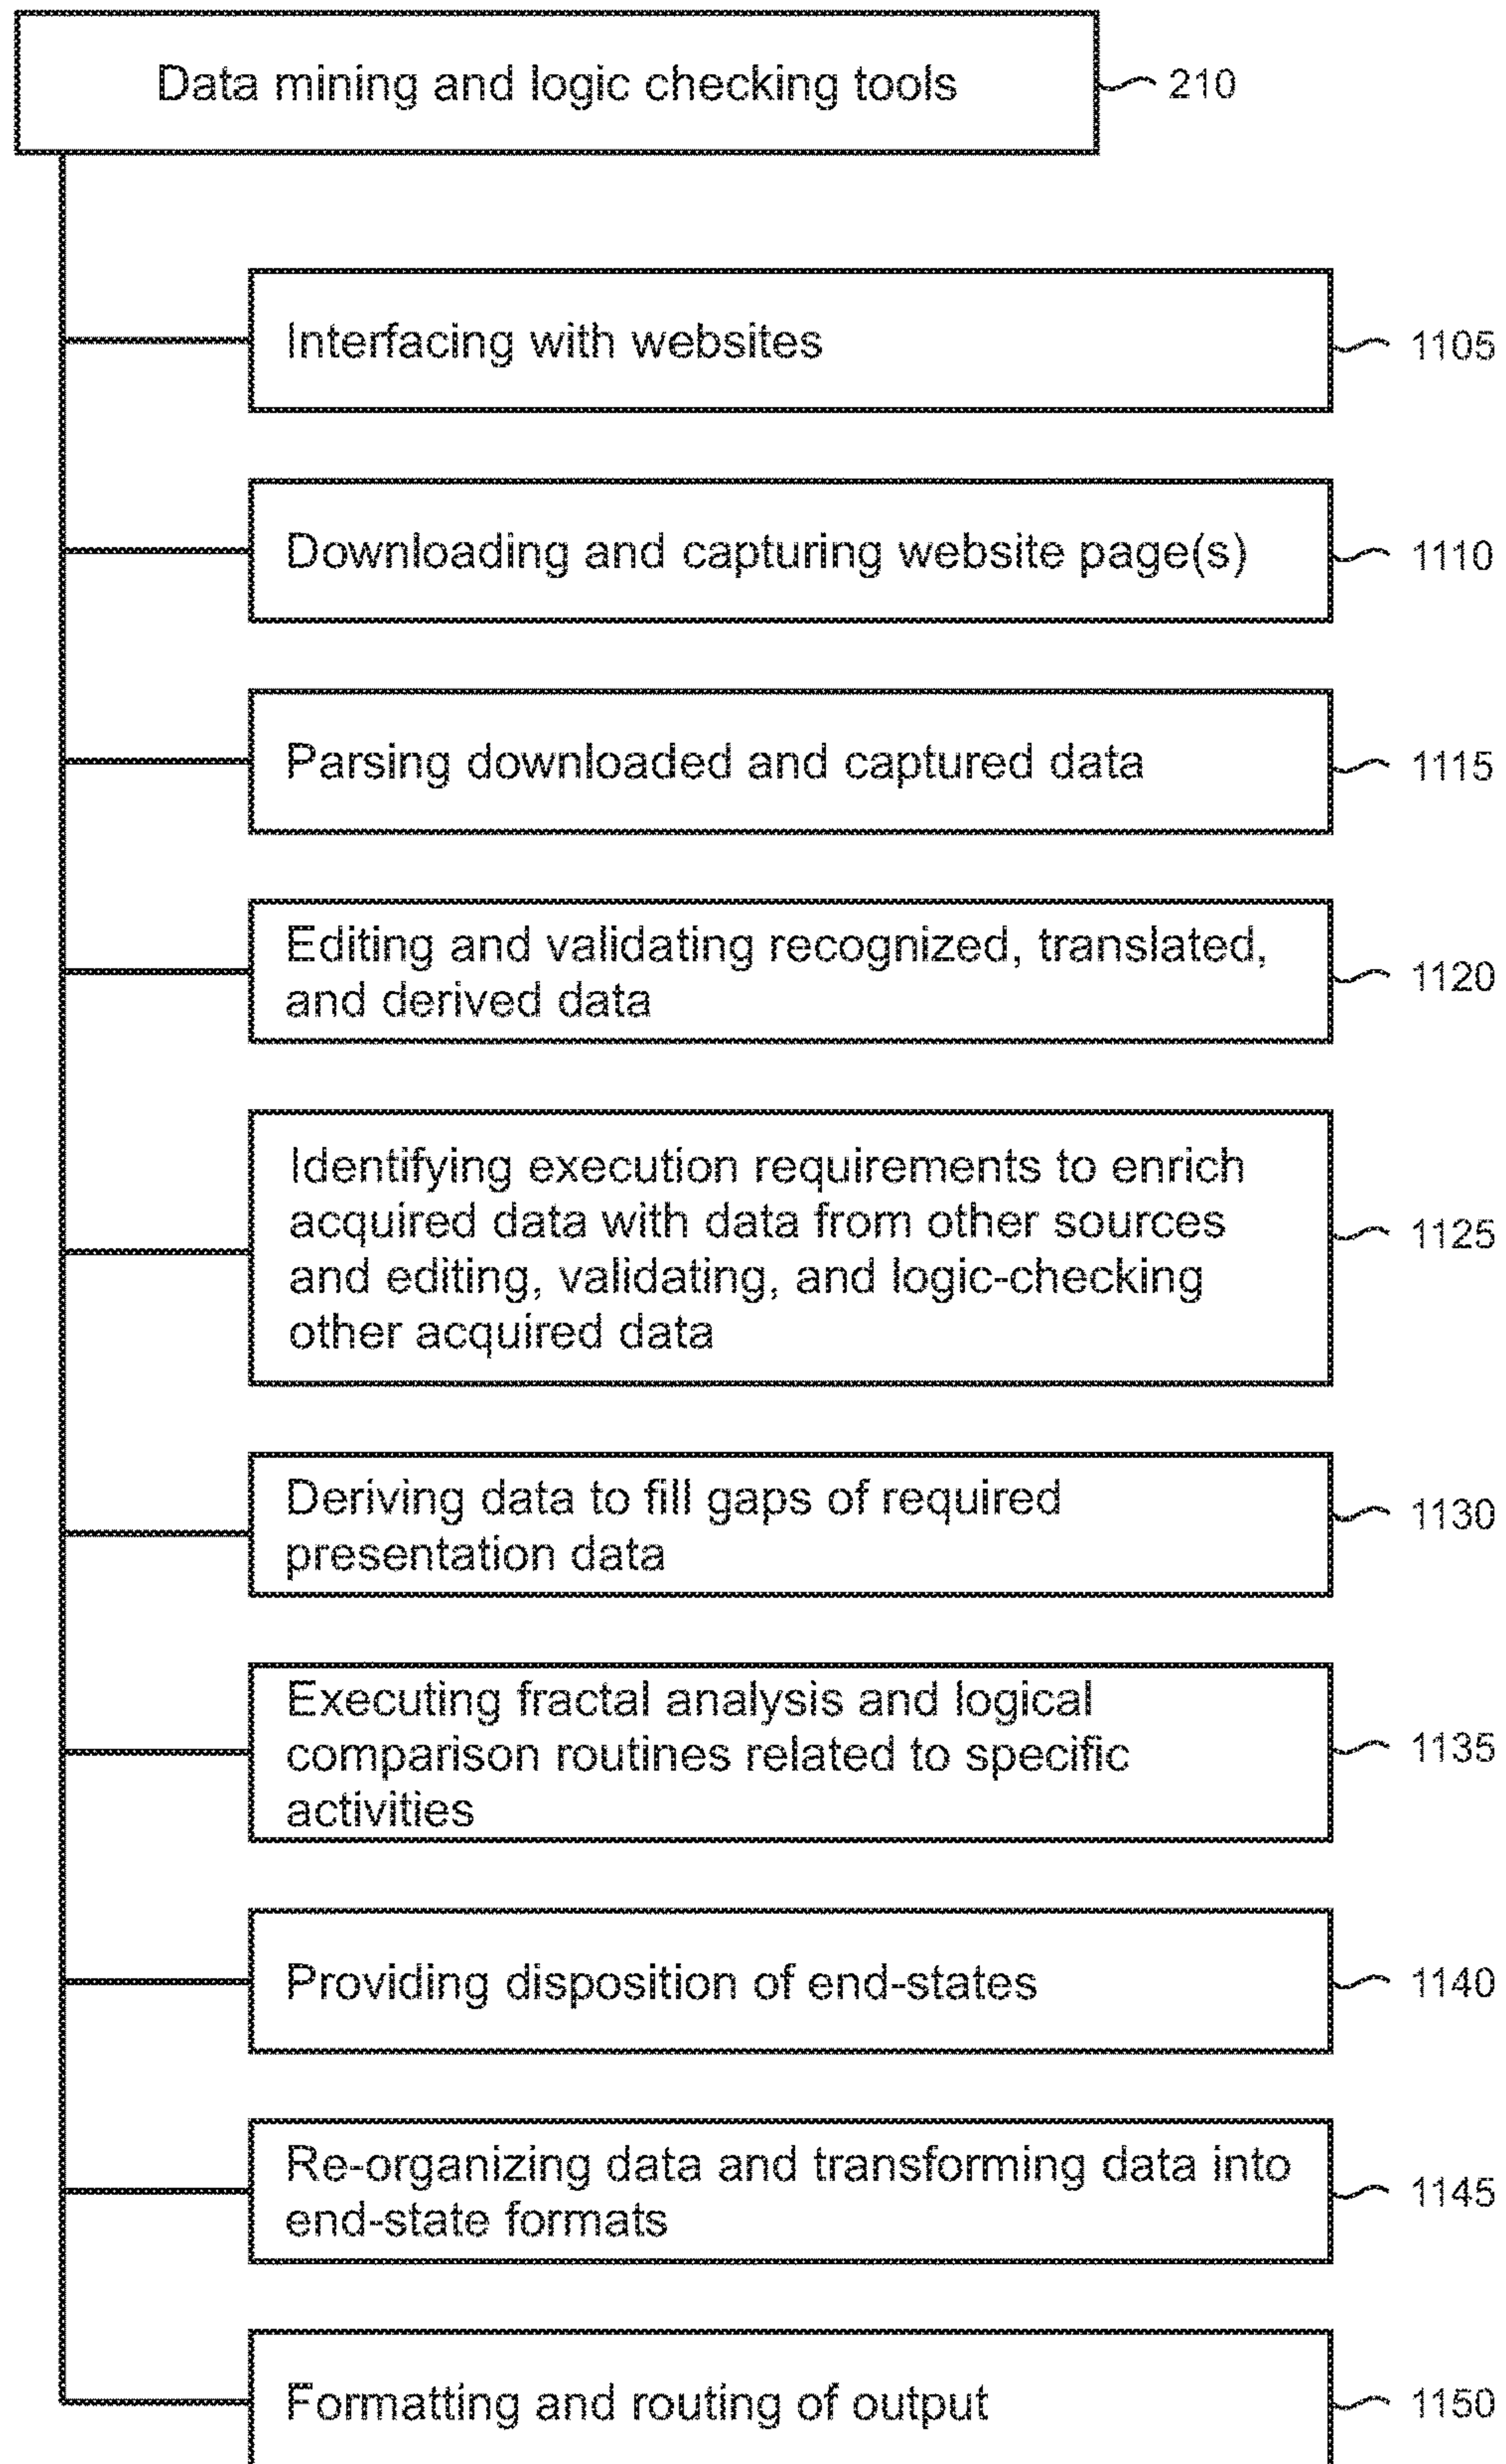 Data mining and logic checking tools
210
Interfacing with websites
1105
Downloading and capturing website page(s)
1110
Parsing downloaded and captured data
1115
Editing and validating recognized, translated,
and derived data
1120
Identifying execution requirements to enrich
acquired data with data from other sources
and editing, validating, and logic-checking
other acquired data
1125
Deriving data to fill gaps of required
presentation data
1130
Executing fractal analysis and logical
comparison routines related to specific
activities
1135
Providing disposition of end-states
1140
Re-organizing data and transforming data into
end-state formats
1145
Formatting and routing of output
1150